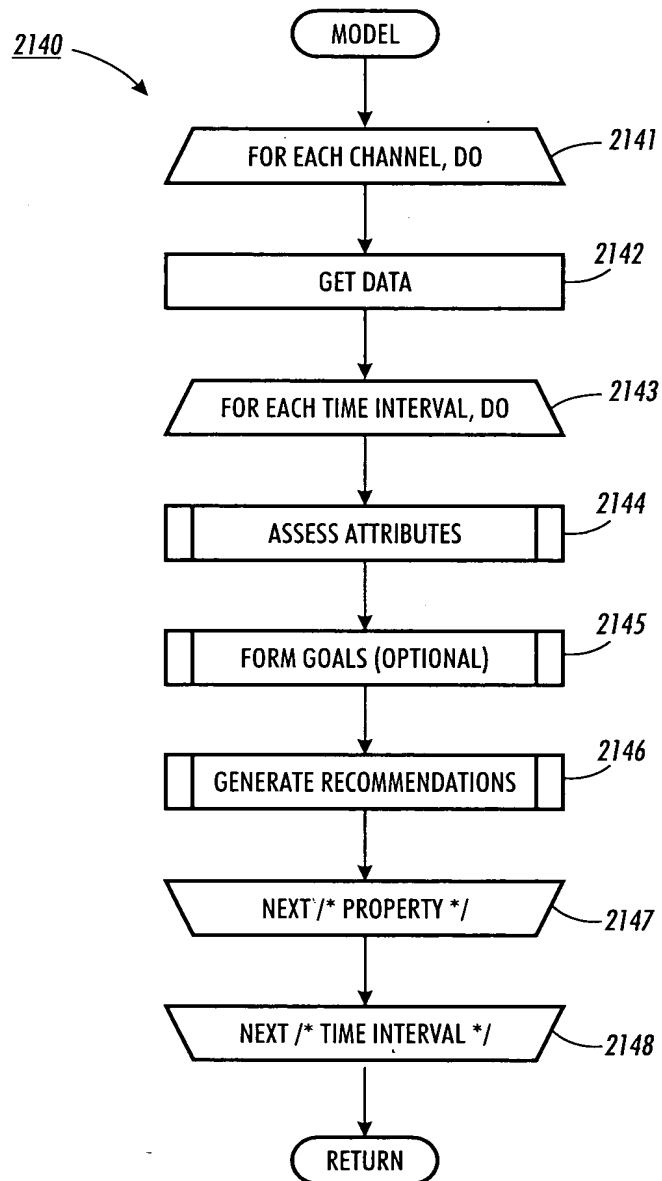 2140
MODEL
FOR EACH CHANNEL, DO
2141
GET DATA
2142
FOR EACH TIME INTERVAL, DO
2143
ASSESS ATTRIBUTES
2144
FORM GOALS (OPTIONAL)
2145
GENERATE RECOMMENDATIONS
2146
NEXT /* PROPERTY */
2147
NEXT /* TIME INTERVAL */
2148
RETURN